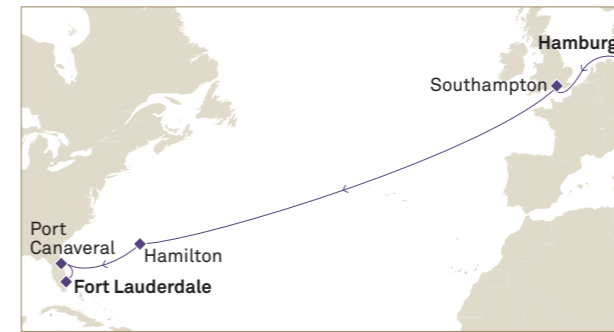 Hamburg
Southampton
Port
Canaveral
Hamilton
Fort Lauderdale